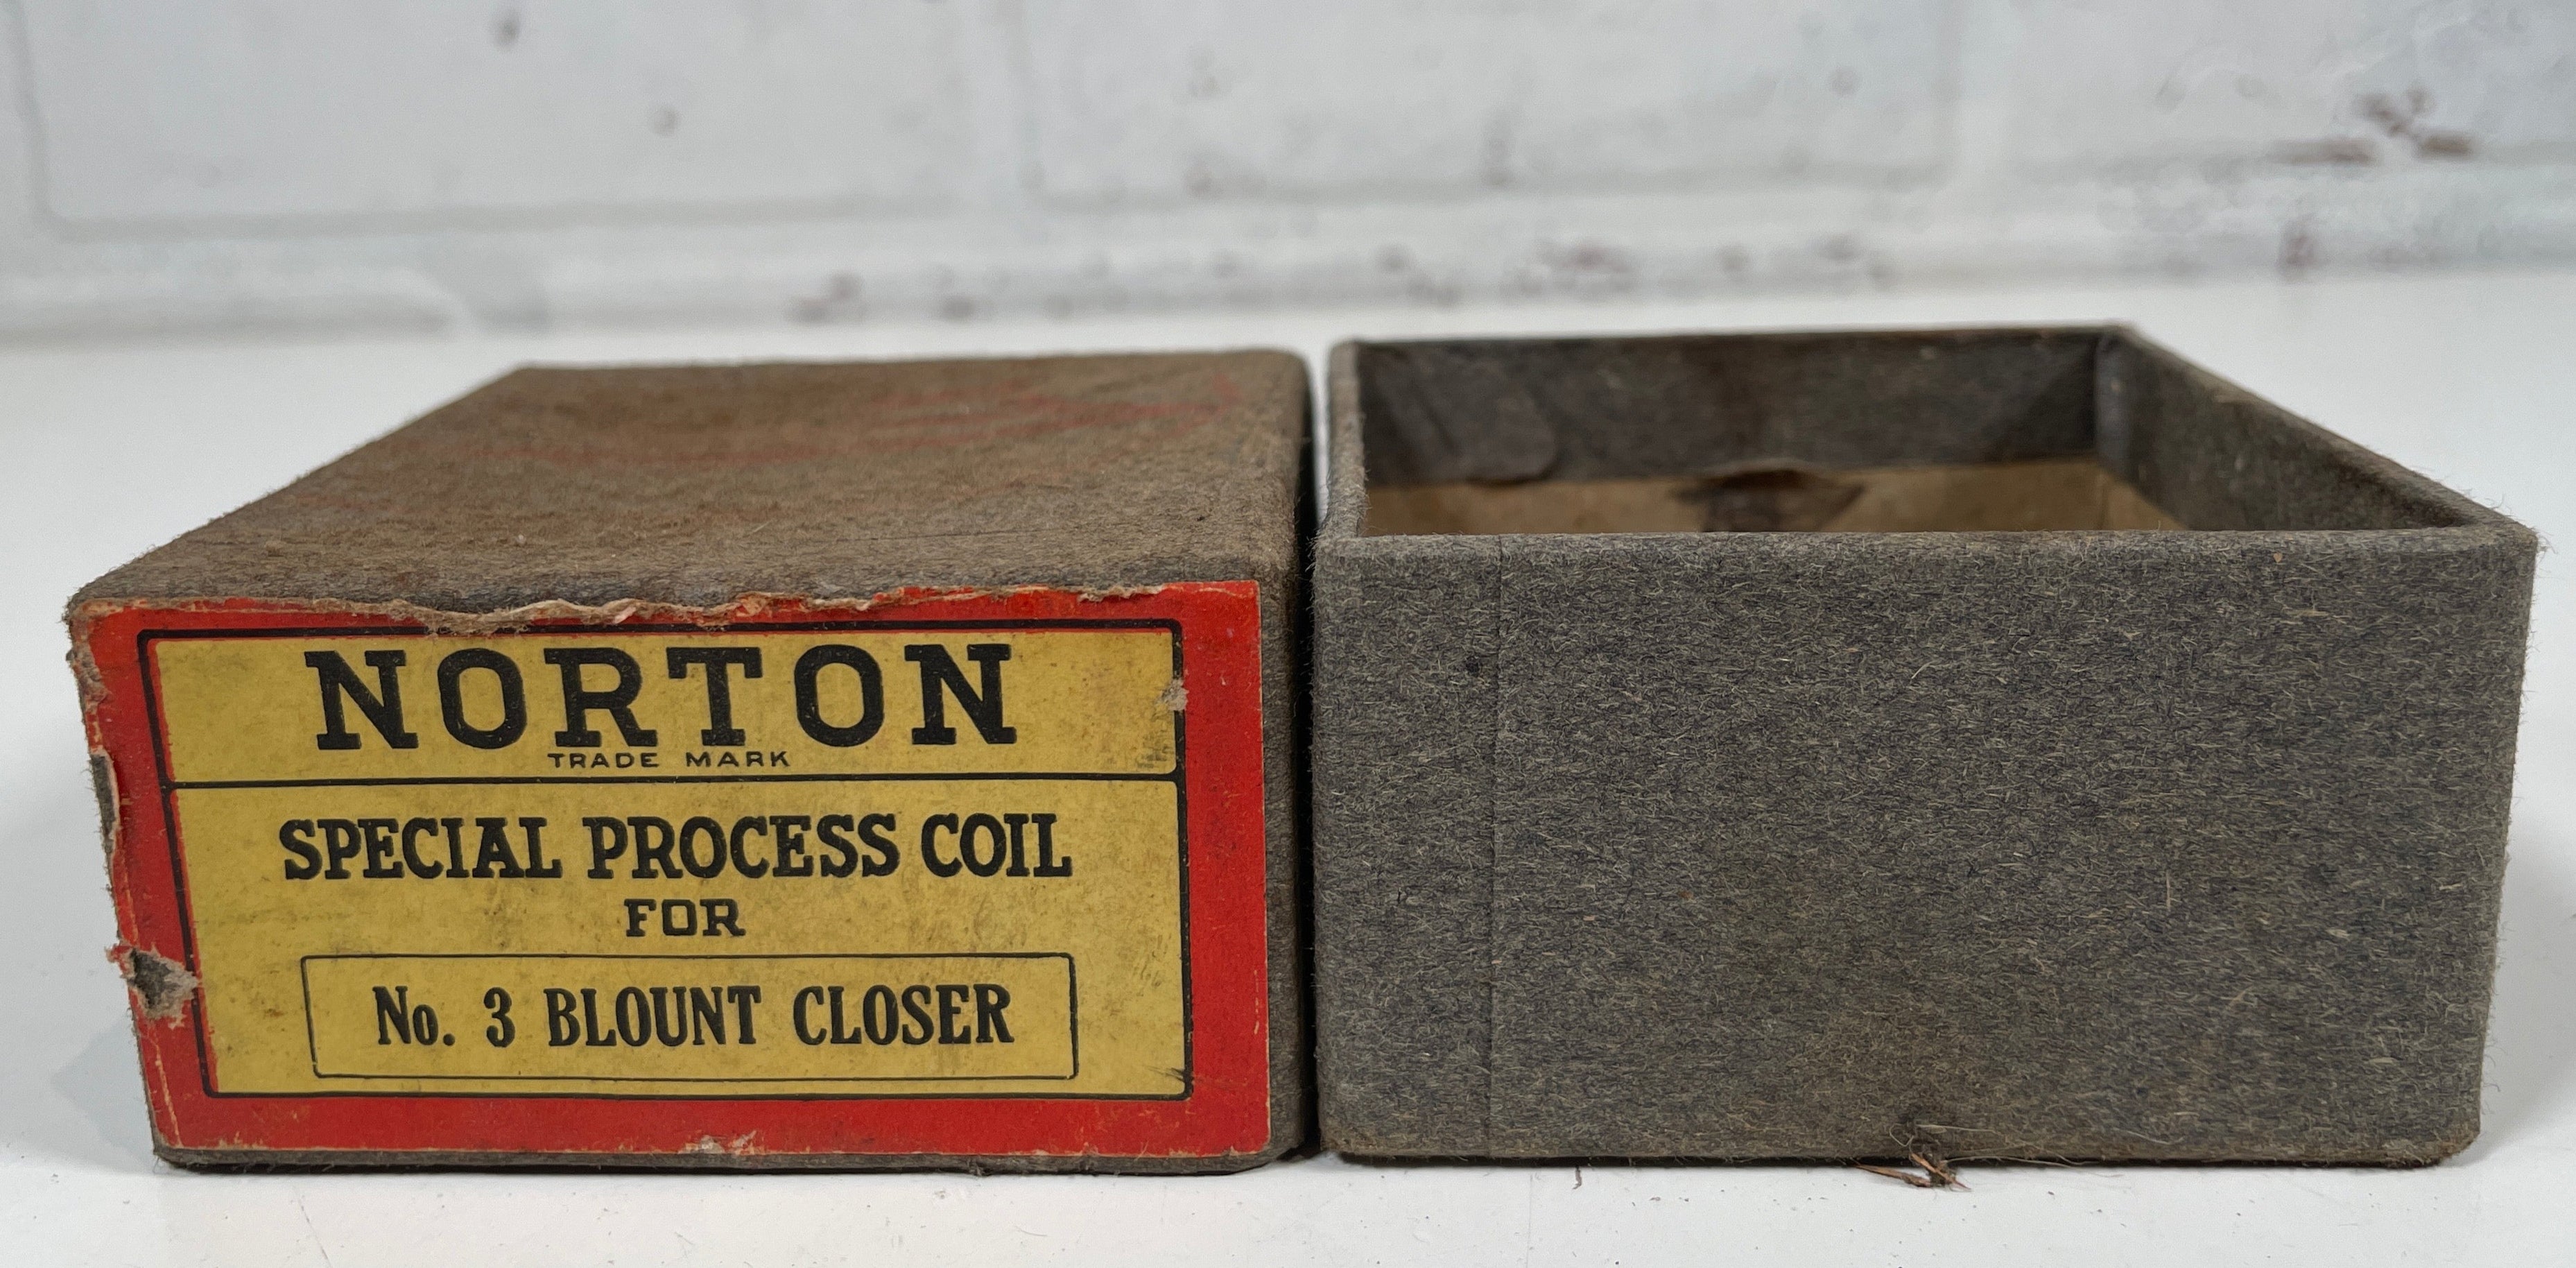 NORTON
TRADE MARK
SPECIAL PROCESS COIL
FOR
No. 3 BLOUNT CLOSER